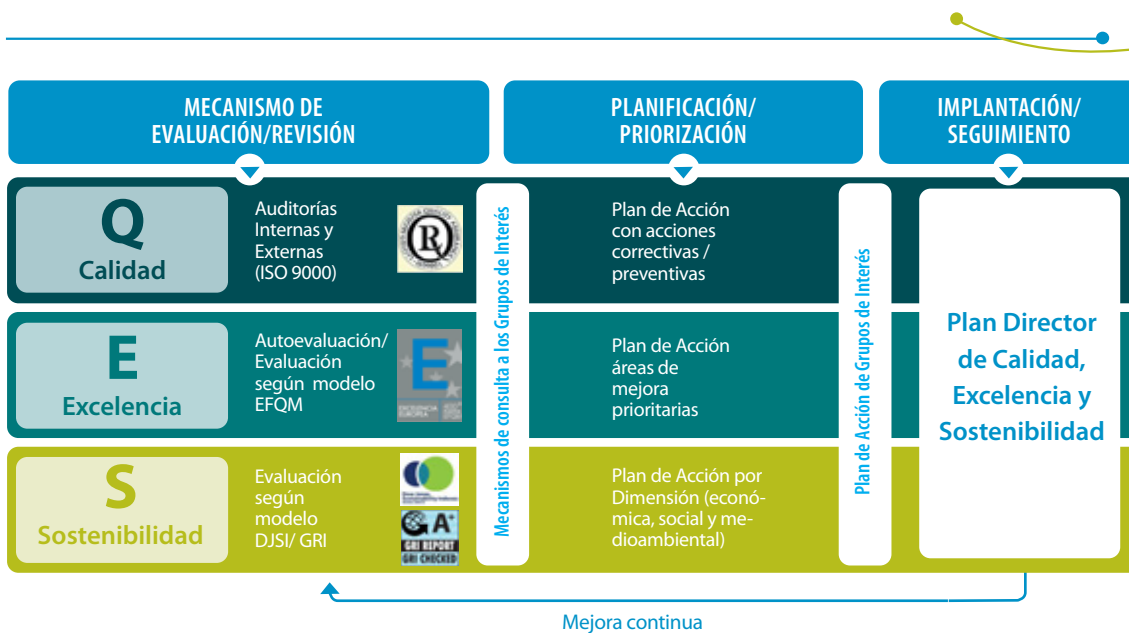 MECANISMO DE
EVALUACIÓN/REVISIÓN
PLANIFICACIÓN/
PRIORIZACIÓN
IMPLANTACIÓN/
SEGUIMIENTO
Q
Calidad
Auditorías
Internas y
Externas
(ISO 9000)
R
Mecanismos de consulta a los Grupos de Interés
Plan de Acción
con acciones
correctivas /
preventivas
Plan de Acción de Grupos de Interés
Plan Director
de Calidad,
Excelencia y
Sostenibilidad
E
Excelencia
Autoevaluación/
Evaluación
según modelo
EFQM
E
EXCELENCIA
EUROPEA
Plan de Acción
áreas de
mejora
prioritarias
S
Sostenibilidad
Evaluación
según
modelo
DJSI/ GRI
GA+
GRI REPORT
GRI CHECKED
Plan de Acción por
Dimensión (econó-
mica, social y me-
dioambiental)
Mejora continua